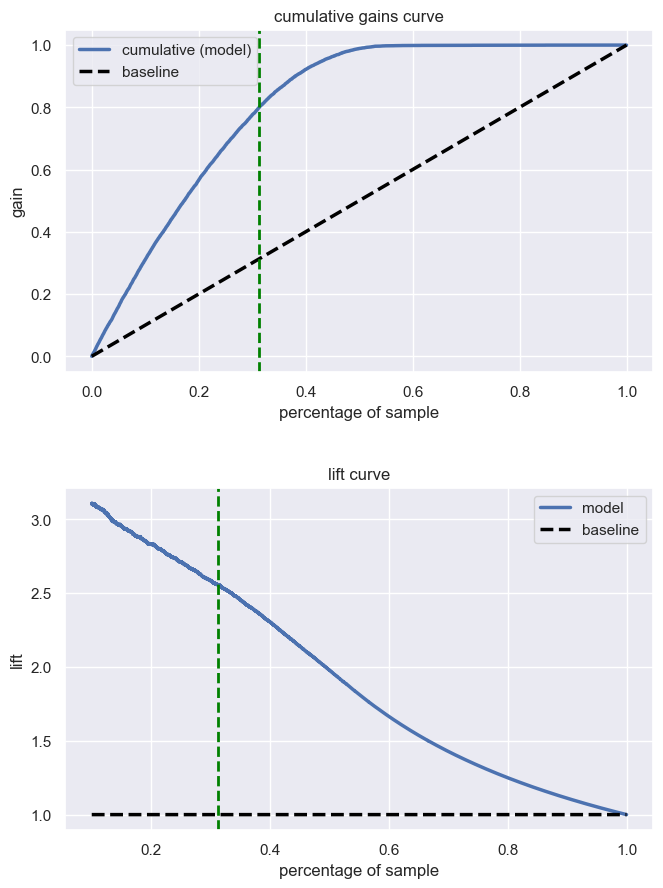 cumulative gains curve
1.0
0.8
0.6
0.4
0.2
0.0
gain
cumulative (model)
baseline
0.0 0.2 0.4 0.6 0.8 1.0
percentage of sample
lift curve
3.0
2.5
2.0
1.5
1.0
lift
model
baseline
0.2 0.4 0.6 0.8 1.0
percentage of sample